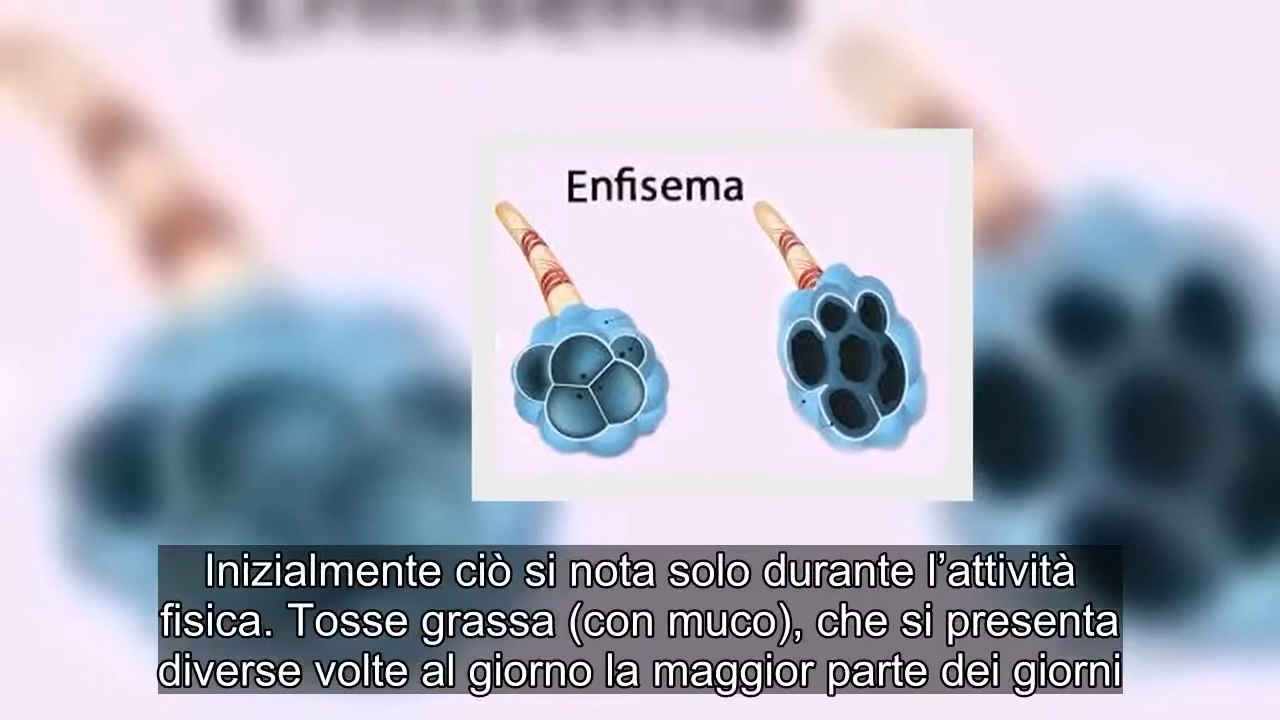 Enfisema
Inizialmente ciò si nota solo durante l’attività
fisica. Tosse grassa (con muco), che si presenta
diverse volte al giorno la maggior parte dei giorni